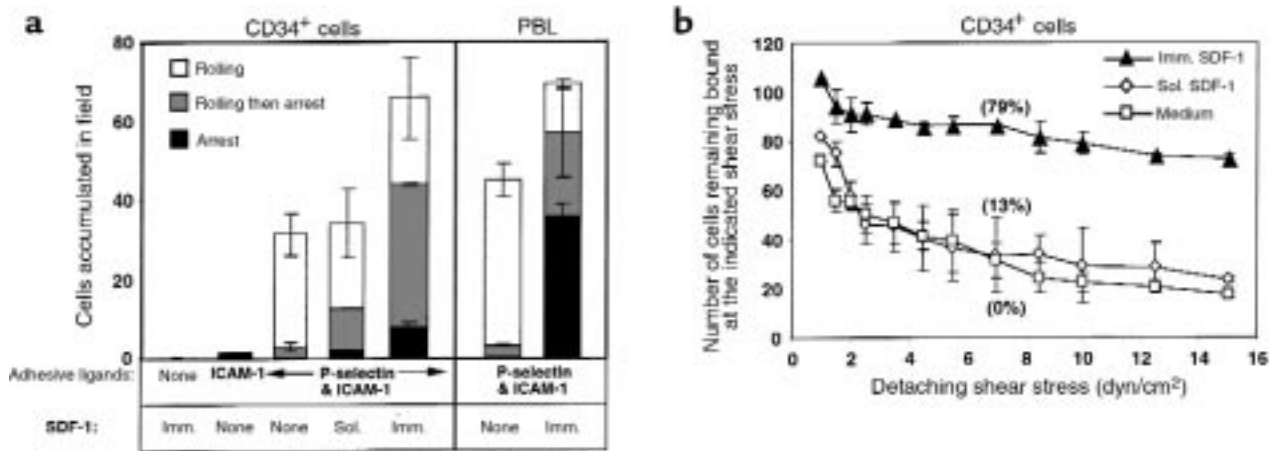 a
CD34+ cells
PBL
80
60
40
20
0
Cells accumulated in field
Rolling
Rolling then arrest
Arrest
Adhesive ligands:
None
ICAM-1
P-selectin
& ICAM-1
P-selectin
& ICAM-1
SDF-1:
Imm.
None
None
Sol.
Imm.
None
Imm.
b
CD34+ cells
120
100
80
60
40
20
0
Number of cells remaining bound
at the indicated shear stress
Imm. SDF-1
Sol. SDF-1
Medium
(79%)
(13%)
(0%)
0 2 4 6 8 10 12 14 16
Detaching shear stress (dyn/cm2)